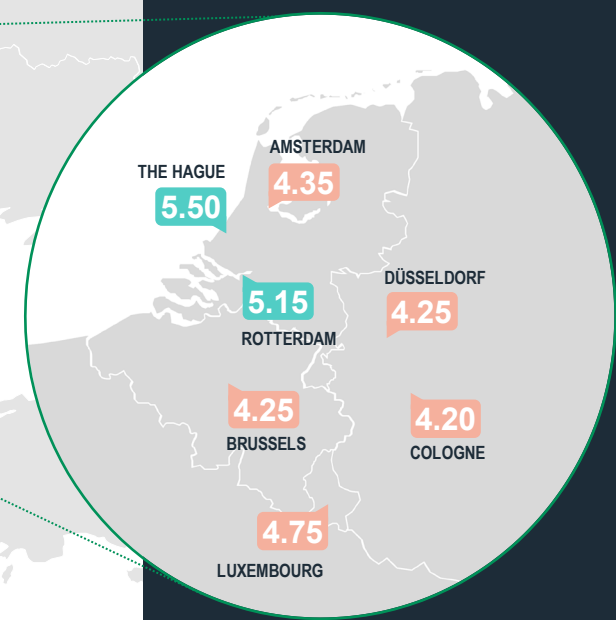 AMSTERDAM
4.35
THE HAGUE
5.50
DÜSSELDORF
4.25
5.15
ROTTERDAM
4.25
BRUSSELS
4.20
COLOGNE
4.75
LUXEMBOURG